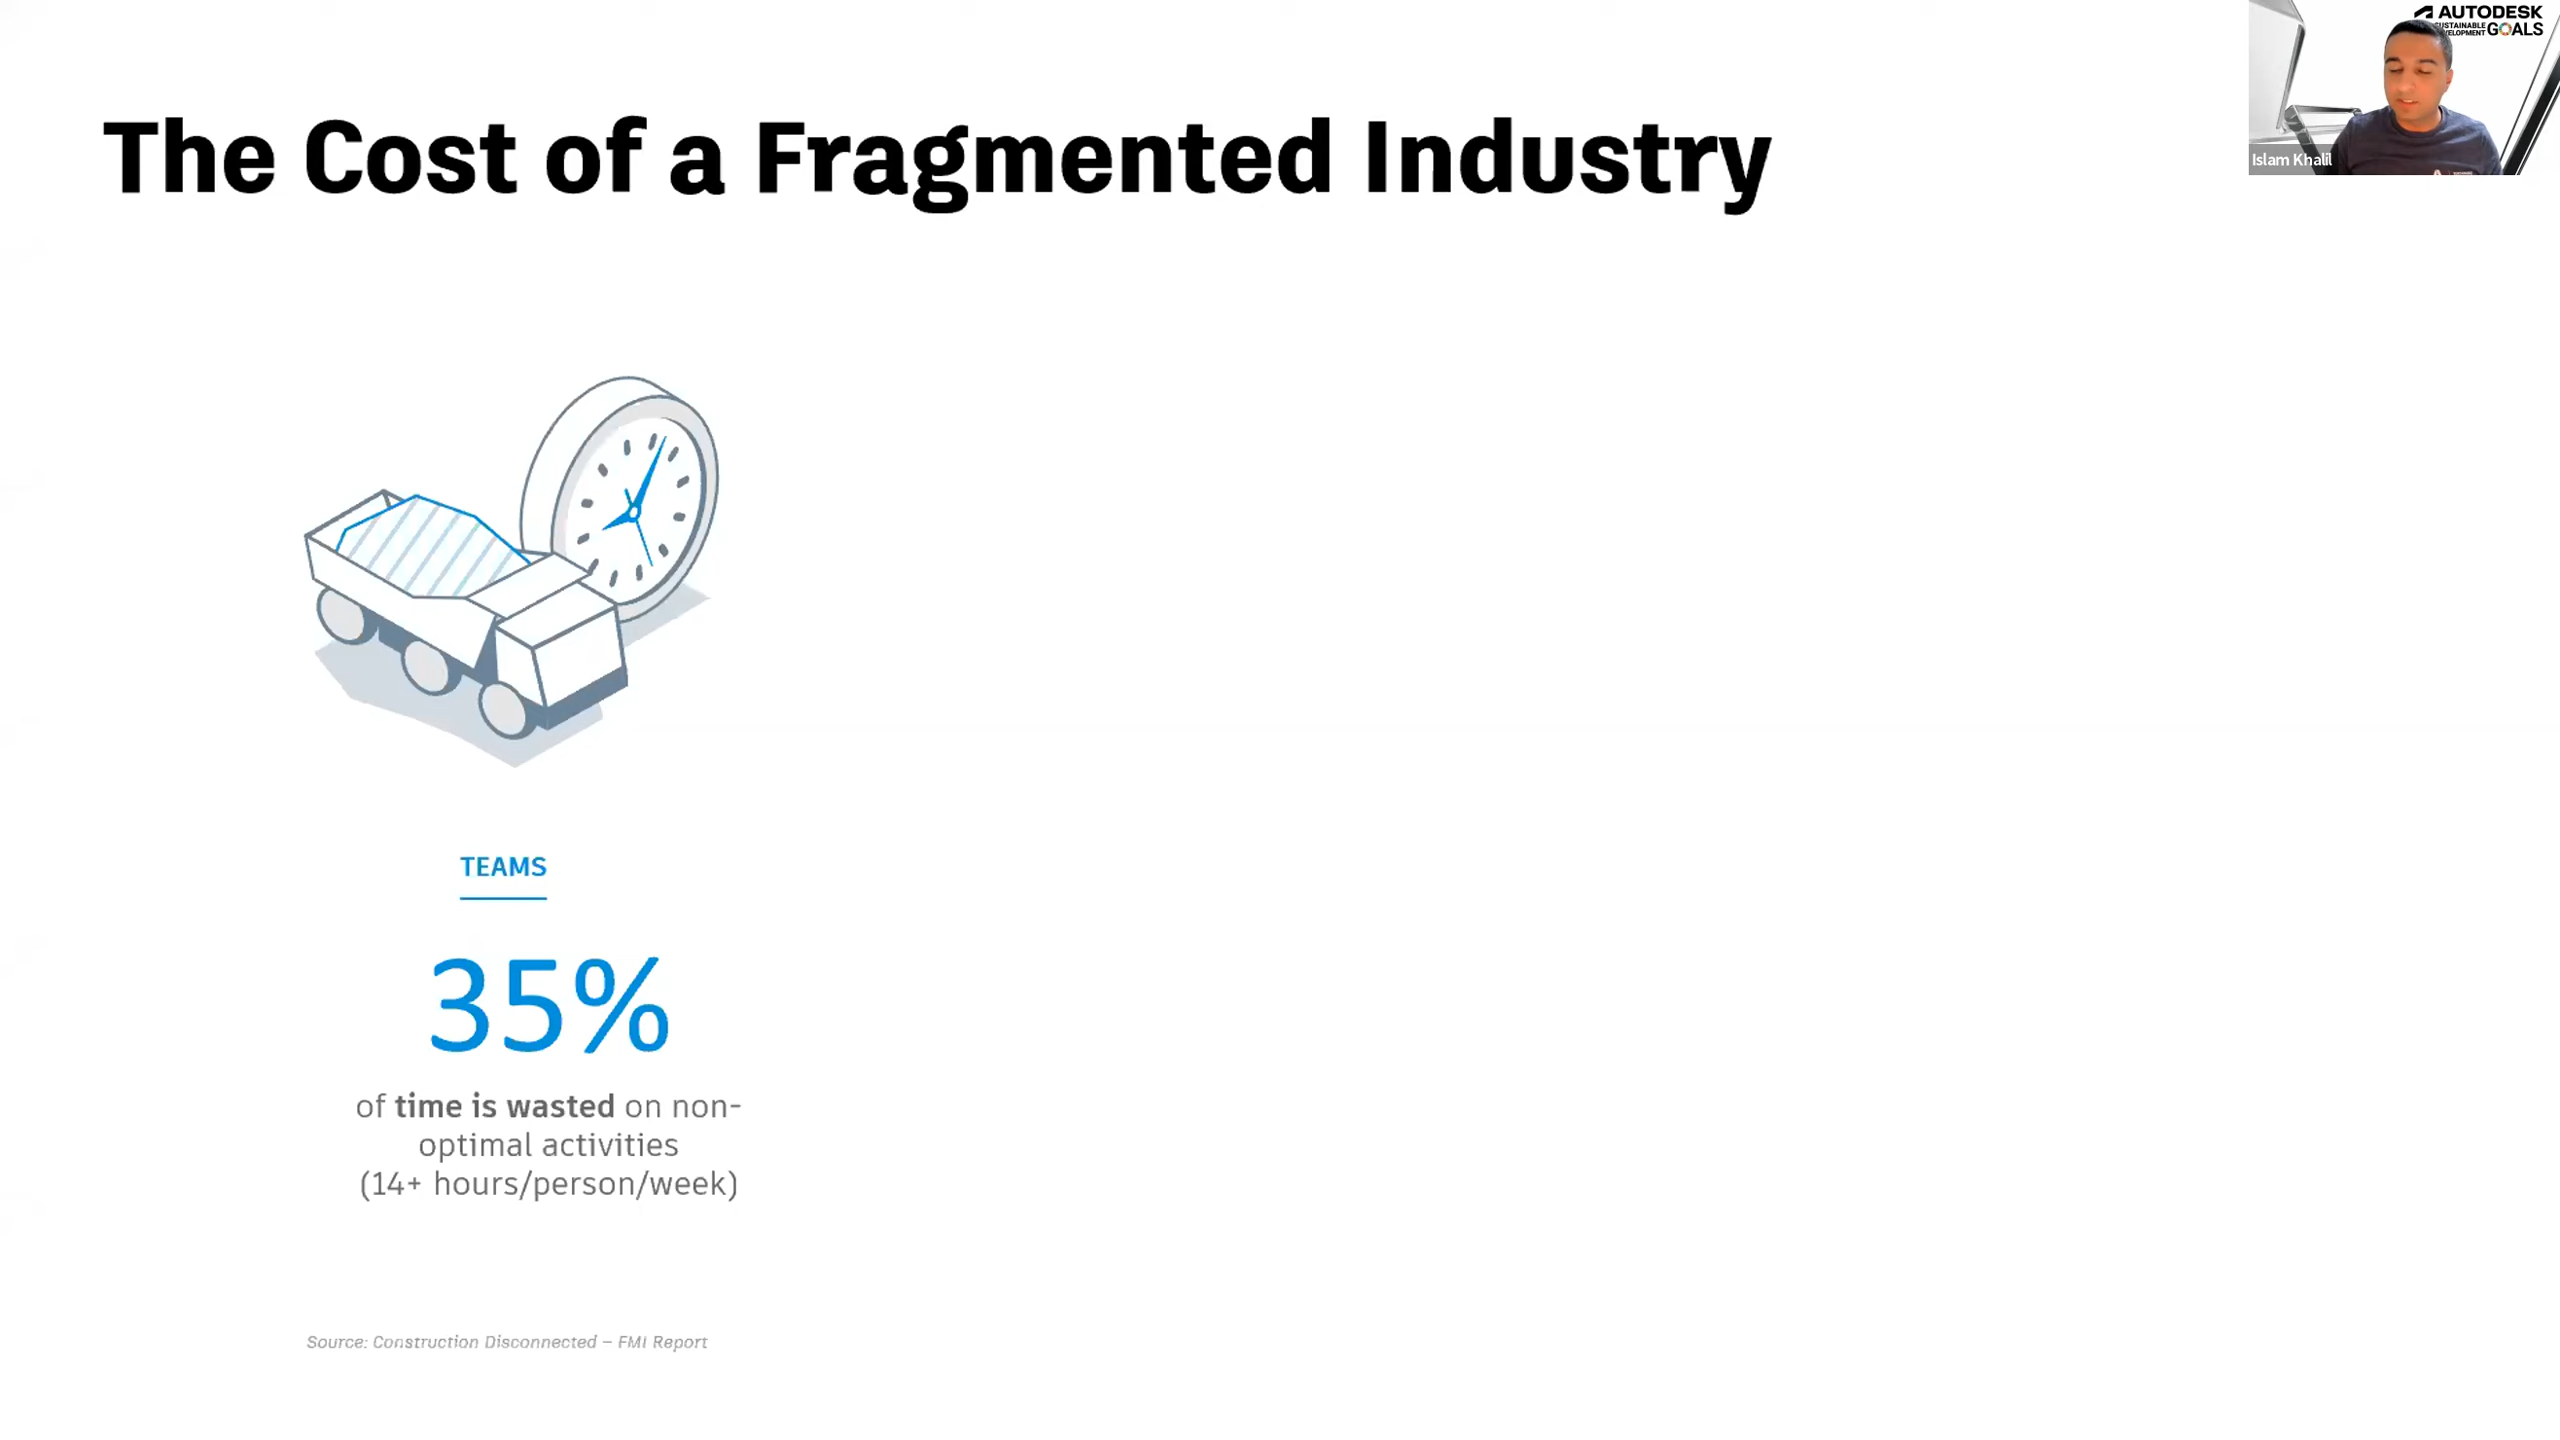 The Cost of a Fragmented Industry
AUTODESK
SUSTAINABLE
GOALS
Islam Khalil
TEAMS
35%
of time is wasted on non-
optimal activities
(14+ hours/person/week)
Source: Construction Disconnected – FMI Report